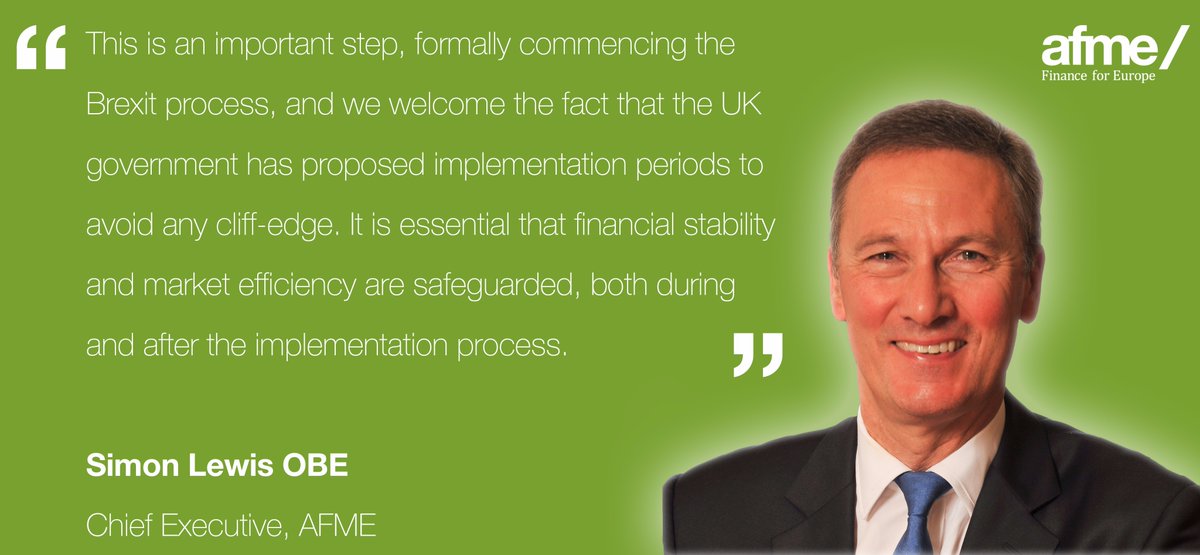 “
This is an important step, formally commencing the
Brexit process, and we welcome the fact that the UK
government has proposed implementation periods to
avoid any cliff-edge. It is essential that financial stability
and market efficiency are safeguarded, both during
and after the implementation process.
”
Simon Lewis OBE
Chief Executive, AFME
afme/
Finance for Europe